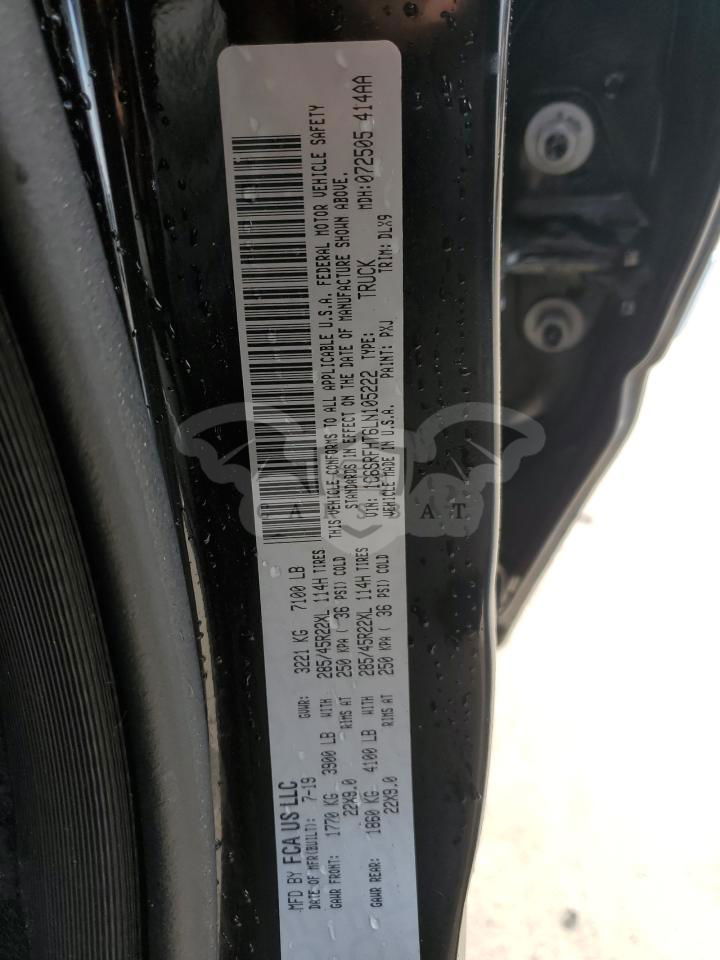 MFD BY FCA US LLC
DATE OF MFR(BUILT): 7-19 GVWR: 3221 KG 7100 LB
GAWR FRONT: 1770 KG 3900 LB WITH 285/45R22XL 114H TIRES
22X9.0 RIMS AT 250 KPA ( 36 PSI) COLD
GAWR REAR: 1860 KG 4100 LB WITH 285/45R22XL 114H TIRES
22X9.0 RIMS AT 250 KPA ( 36 PSI) COLD
THIS VEHICLE CONFORMS TO ALL APPLICABLE U.S.A. FEDERAL MOTOR VEHICLE SAFETY
STANDARDS IN EFFECT ON THE DATE OF MANUFACTURE SHOWN ABOVE.
VIN: 1C6SRFHT6LN105222 TYPE: TRUCK MDH:072505 414AA
VEHICLE MADE IN U.S.A. PAINT: PXJ TRIM: DLX9